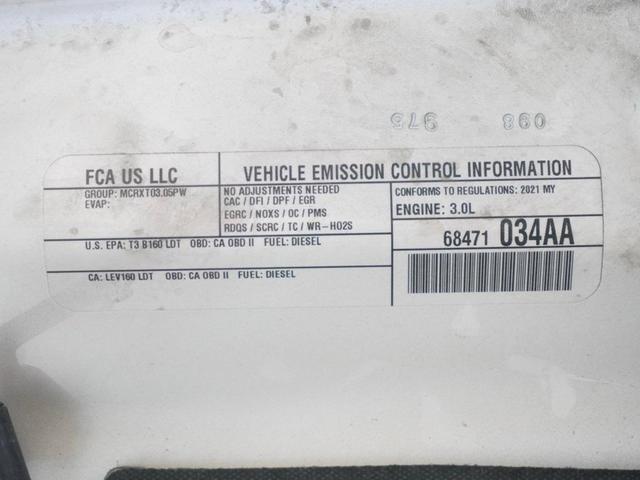 975 098
FCA US LLC
GROUP: MCRXT03.05PW
EVAP:
VEHICLE EMISSION CONTROL INFORMATION
NO ADJUSTMENTS NEEDED
CAC / DFI / DPF / EGR
EGRC / NOXS / OC / PMS
RDQS / SCRC / TC / WR-HO2S
CONFORMS TO REGULATIONS: 2021 MY
ENGINE: 3.0L
U.S. EPA: T3 B160 LDT OBD: CA OBD II FUEL: DIESEL
CA: LEV160 LDT OBD: CA OBD II FUEL: DIESEL
68471 034AA